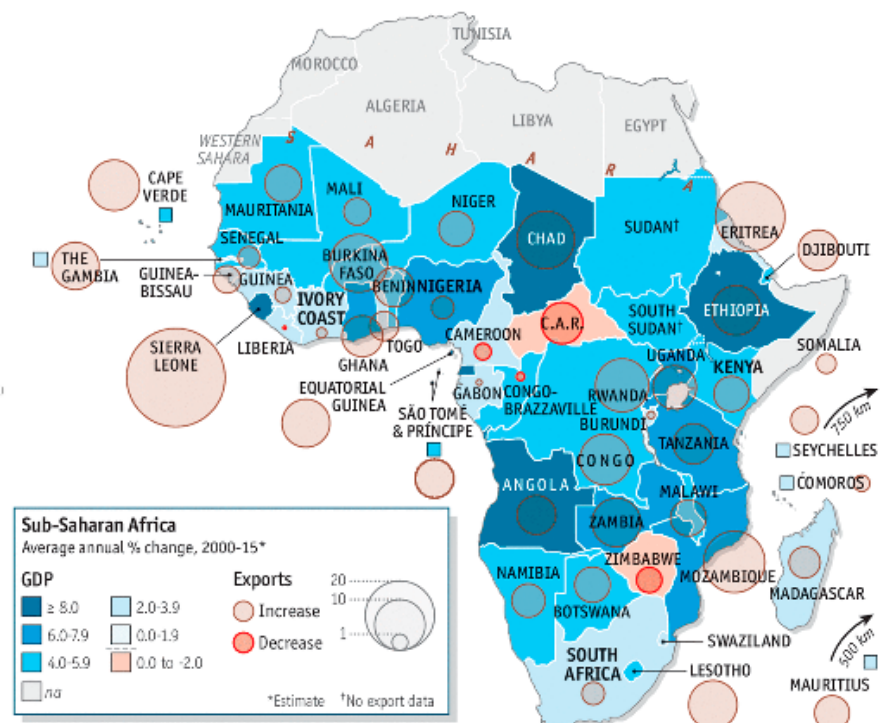 TUNISIA
MOROCCO
ALGERIA
LIBYA
EGYPT
WESTERN
SAHARA
S A H A R A
CAPE
VERDE
MAURITANIA
MALI
NIGER
CHAD
SUDAN†
ERITREA
DJIBOUTI
THE
GAMBIA
SENEGAL
GUINEA-
BISSAU
GUINEA
BURKINA
FASO
BENIN
NIGERIA
IVORY
COAST
SIERRA
LEONE
LIBERIA
GHANA
TOGO
CAMEROON
C.A.R.
SOUTH
SUDAN†
ETHIOPIA
SOMALIA
EQUATORIAL
GUINEA
SÃO TOMÉ
& PRÍNCIPE
GABON
CONGO-
BRAZZAVILLE
UGANDA
KENYA
RWANDA
BURUNDI
TANZANIA
CONGO
750 km
SEYCHELLES
COMOROS
ANGOLA
ZAMBIA
MALAWI
ZIMBABWE
MOZAMBIQUE
MADAGASCAR
NAMIBIA
BOTSWANA
SOUTH
AFRICA
SWAZILAND
LESOTHO
500 km
MAURITIUS
Sub-Saharan Africa
Average annual % change, 2000-15*
GDP
≥ 8.0
6.0-7.9
4.0-5.9
na
2.0-3.9
0.0-1.9
0.0 to -2.0
Exports
Increase
Decrease
20
10
1
*Estimate †No export data